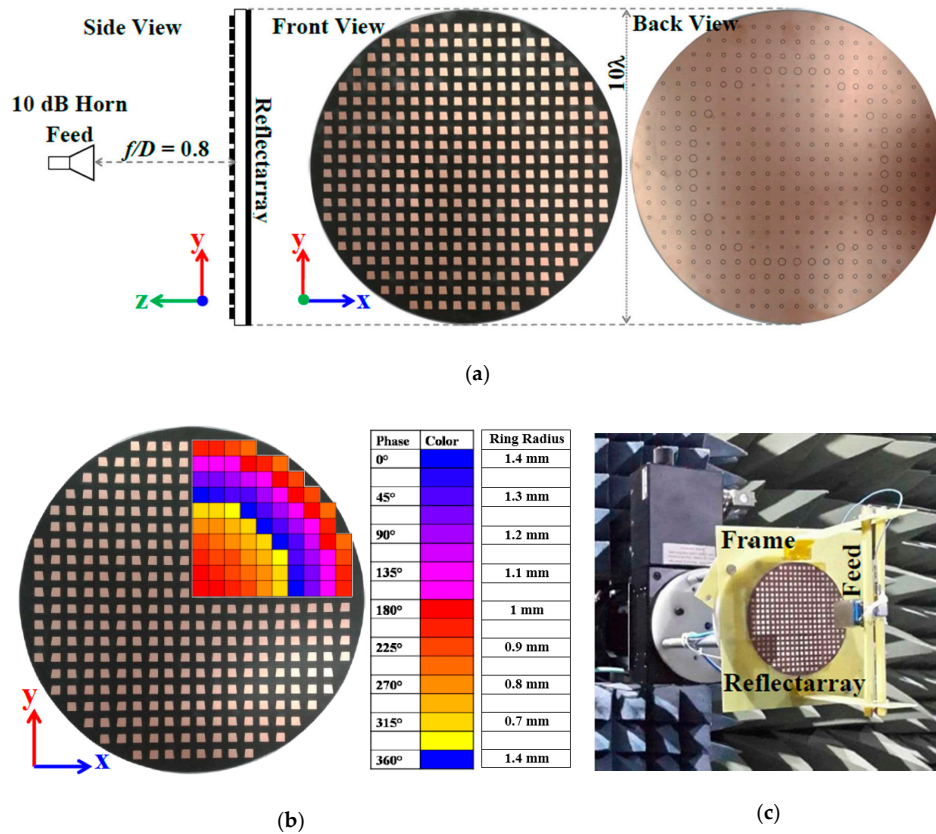 Side View
Front View
Back View
10 dB Horn
Feed
f/D = 0.8
Reflectarray
10λ
y
z
y
x
(a)
Phase Color Ring Radius
0° 1.4 mm
45° 1.3 mm
90° 1.2 mm
135° 1.1 mm
180° 1 mm
225° 0.9 mm
270° 0.8 mm
315° 0.7 mm
360° 1.4 mm
y
x
(b)
Frame
Feed
Reflectarray
(c)